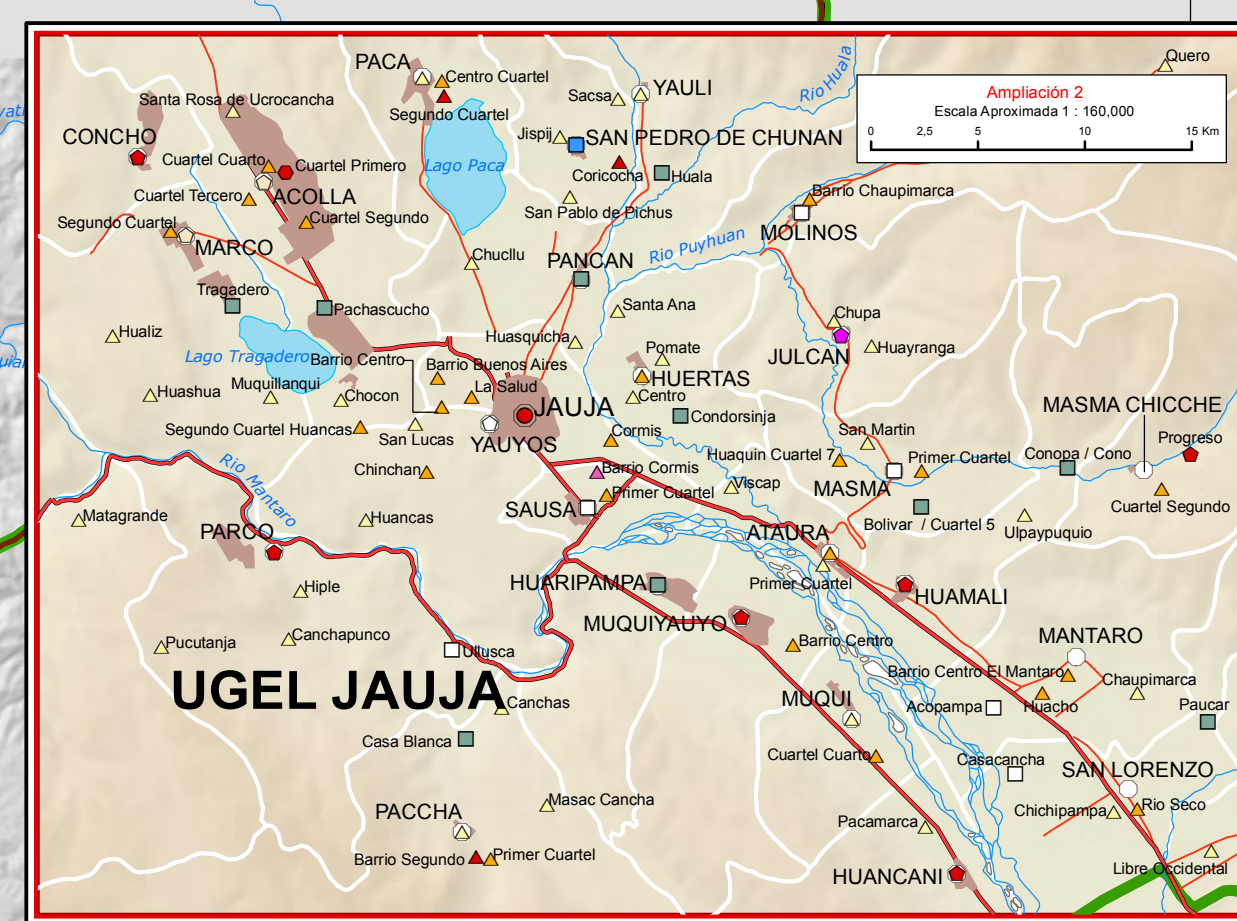 Quero
Ampliación 2
Escala Aproximada 1 : 160,000
0 2,5 5 10 15 Km
PACA
Centro Cuartel
Segundo Cuartel
Sacsa
YAULI
Rio Huala
Santa Rosa de Ucrocancha
CONCHO
Cuartel Cuarto
Cuartel Primero
Lago Paca
Jispij
SAN PEDRO DE CHUNAN
Coricocha
Huala
Cuartel Tercero
ACOLLA
Cuartel Segundo
San Pablo de Pichus
Barrio Chaupimarca
MOLINOS
Segundo Cuartel
MARCO
Chucllu
PANCAN
Rio Puyhuan
Tragadero
Pachascucho
Santa Ana
Chupa
JULCAN
Huayranga
Hualiz
Lago Tragadero
Barrio Centro
Huasquicha
Pomate
Barrio Buenos Aires
HUERTAS
Huashua
Muquillanqui
Chocon
La Salud
JAUJA
Centro
Condorsinja
MASMA CHICCHE
Segundo Cuartel Huancas
San Lucas
YAUYOS
Cormis
San Martin
Progreso
Rio Mantaro
Chinchan
Barrio Cormis
Huaquin Cuartel 7
Primer Cuartel
Conopa / Cono
Primer Cuartel
Viscap
MASMA
Cuartel Segundo
Matagrande
Huancas
SAUSA
Bolivar / Cuartel 5
Ulpaypuquio
PARCO
ATAURA
Primer Cuartel
Hiple
HUARIPAMPA
HUAMALI
MUQUIYAUYO
Pucutanja
Canchapunco
Ullusca
Barrio Centro
MANTARO
Barrio Centro El Mantaro
Chaupimarca
UGEL JAUJA
Canchas
MUQUI
Acopampa
Huacho
Paucar
Casa Blanca
Cuartel Cuarto
Casacancha
SAN LORENZO
PACCHA
Masac Cancha
Pacamarca
Chichipampa
Rio Seco
Barrio Segundo
Primer Cuartel
HUANCANI
Libre Occidental